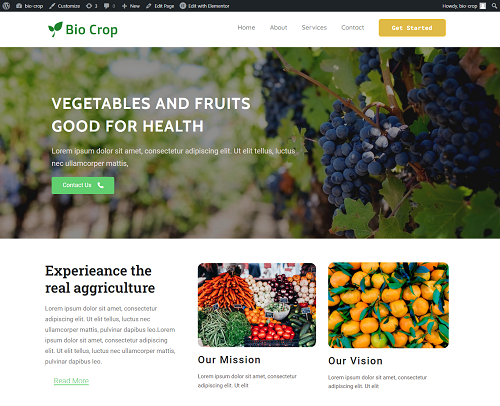 bio-crop Customize 3 0 New Edit Page Edit with Elementor Howdy, bio-crop
Bio Crop
Home About Services Contact Get Started
VEGETABLES AND FRUITS
GOOD FOR HEALTH
Lorem ipsum dolor sit amet, consectetur adipiscing elit. Ut elit tellus, luctus
nec ullamcorper mattis,
Contact Us
Experieance the
real aggriculture
Lorem ipsum dolor sit amet, consectetur
adipiscing elit. Ut elit tellus, luctus
nec ullamcorper mattis, pulvinar
dapibus leo.Lorem ipsum dolor sit amet,
consectetur adipiscing elit. Ut elit
tellus, luctus nec ullamcorper mattis,
pulvinar dapibus leo.
Read More
Our Mission
Lorem ipsum dolor sit amet, consectetur
adipiscing elit. Ut elit
Our Vision
Lorem ipsum dolor sit amet, consectetur
adipiscing elit. Ut elit